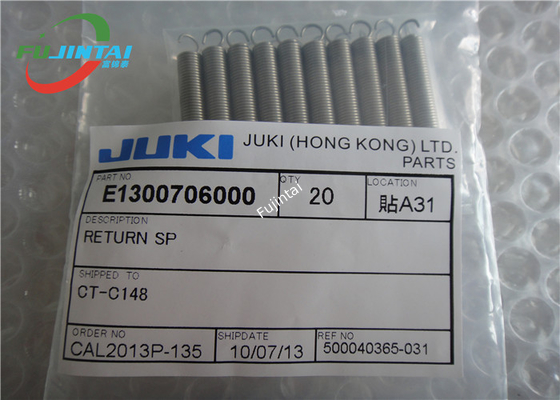 FUJINTAI
JUKI
JUKI (HONG KONG) LTD.
PARTS
PART NO
E1300706000
QTY
20
LOCATION
貼A31
Fujintai
DESCRIPTION
RETURN SP
SHIPPED TO
CT-C148
ORDER NO
CAL2013P-135
SHIPDATE
10/07/13
REF NO
500040365-031